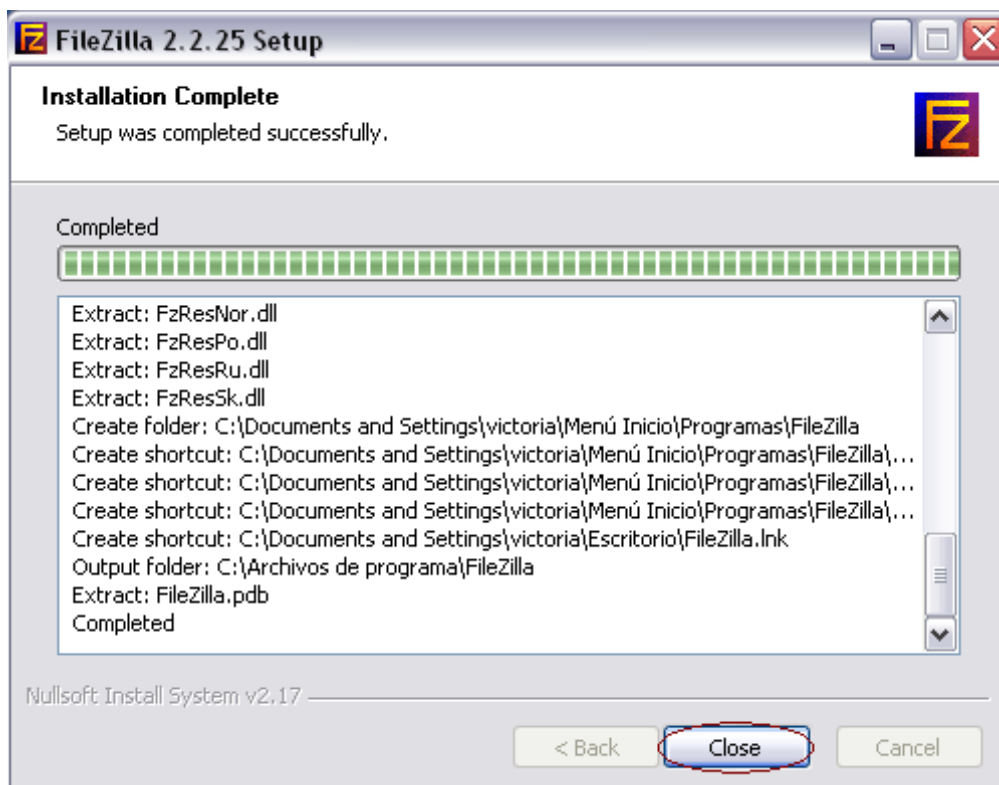 FileZilla 2.2.25 Setup
Installation Complete
Setup was completed successfully.
Completed
Extract: FzResNor.dll
Extract: FzResPo.dll
Extract: FzResRu.dll
Extract: FzResSk.dll
Create folder: C:\Documents and Settings\victoria\Menú Inicio\Programas\FileZilla
Create shortcut: C:\Documents and Settings\victoria\Menú Inicio\Programas\FileZilla\...
Create shortcut: C:\Documents and Settings\victoria\Menú Inicio\Programas\FileZilla\...
Create shortcut: C:\Documents and Settings\victoria\Menú Inicio\Programas\FileZilla\...
Create shortcut: C:\Documents and Settings\victoria\Escritorio\FileZilla.lnk
Output folder: C:\Archivos de programa\FileZilla
Extract: FileZilla.pdb
Completed
Nullsoft Install System v2.17
< Back Close Cancel